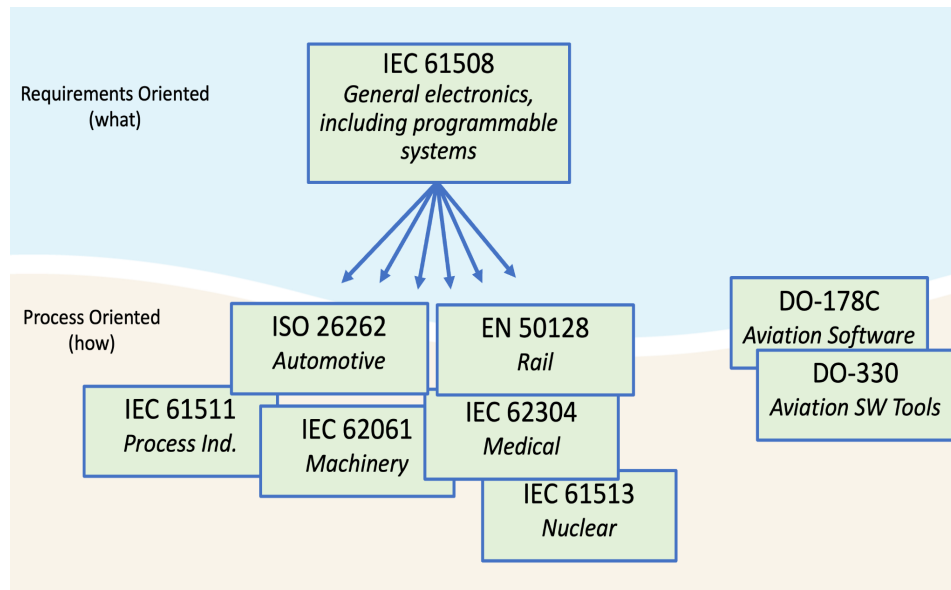 IEC 61508
General electronics,
including programmable
systems
Requirements Oriented
(what)
Process Oriented
(how)
ISO 26262
Automotive
EN 50128
Rail
DO-178C
Aviation Software
DO-330
Aviation SW Tools
IEC 61511
Process Ind.
IEC 62061
Machinery
IEC 62304
Medical
IEC 61513
Nuclear